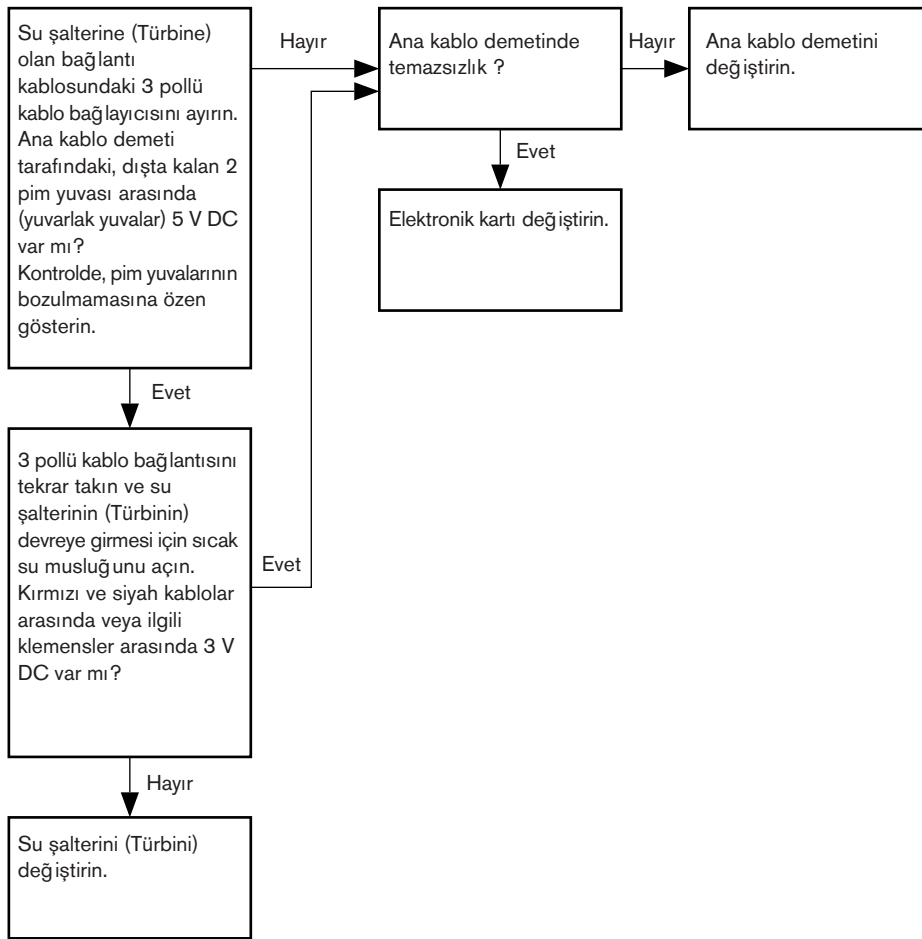 Su şalterine (Türbine)
olan bağlantı
kablosundaki 3 pollü
kablo bağlayıcısını ayırın.
Ana kablo demeti
tarafındaki, dışta kalan 2
pim yuvası arasında
(yuvarlak yuvalar) 5 V DC
var mı?
Kontrolde, pim yuvalarının
bozulmamasına özen
gösterin.
Hayır
Ana kablo demetinde
temazsızlık ?
Hayır
Ana kablo demetini
değiştirin.
Evet
Elektronik kartı değiştirin.
Evet
3 pollü kablo bağlantısını
tekrar takın ve su
şalterinin (Türbinin)
devreye girmesi için sıcak
su musluğunu açın.
Kırmızı ve siyah kablolar
arasında veya ilgili
klemensler arasında 3 V
DC var mı?
Evet
Hayır
Su şalterini (Türbini)
değiştirin.